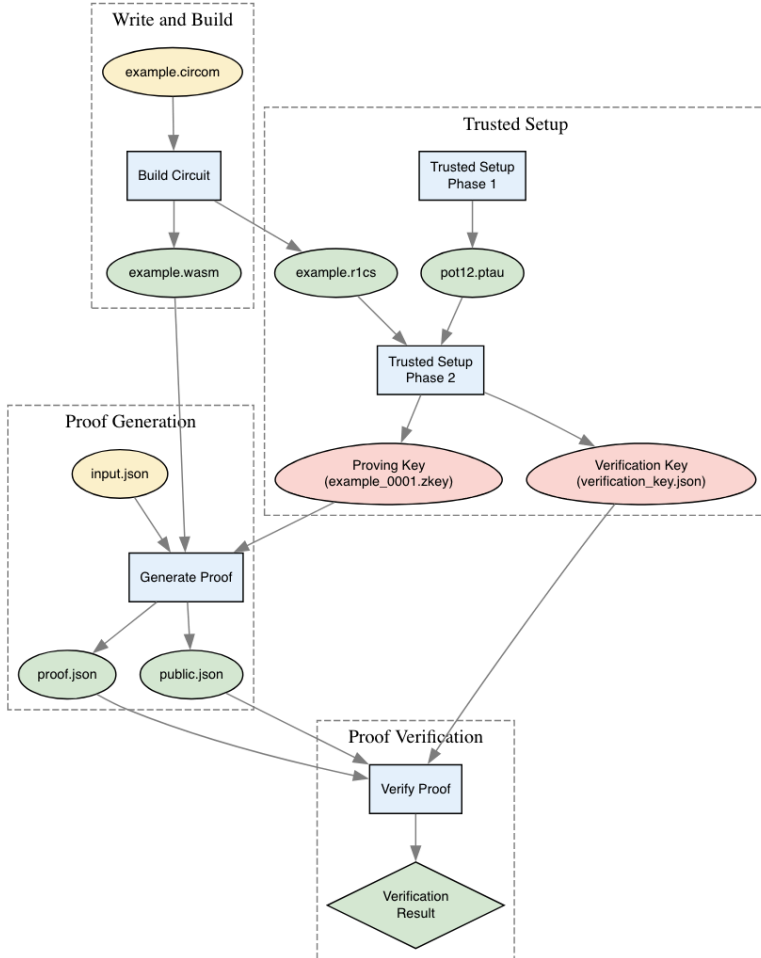 Write and Build
example.circom
Build Circuit
example.wasm
Trusted Setup
Trusted Setup
Phase 1
example.r1cs
pot12.ptau
Trusted Setup
Phase 2
Proving Key
(example_0001.zkey)
Verification Key
(verification_key.json)
Proof Generation
input.json
Generate Proof
proof.json
public.json
Proof Verification
Verify Proof
Verification
Result